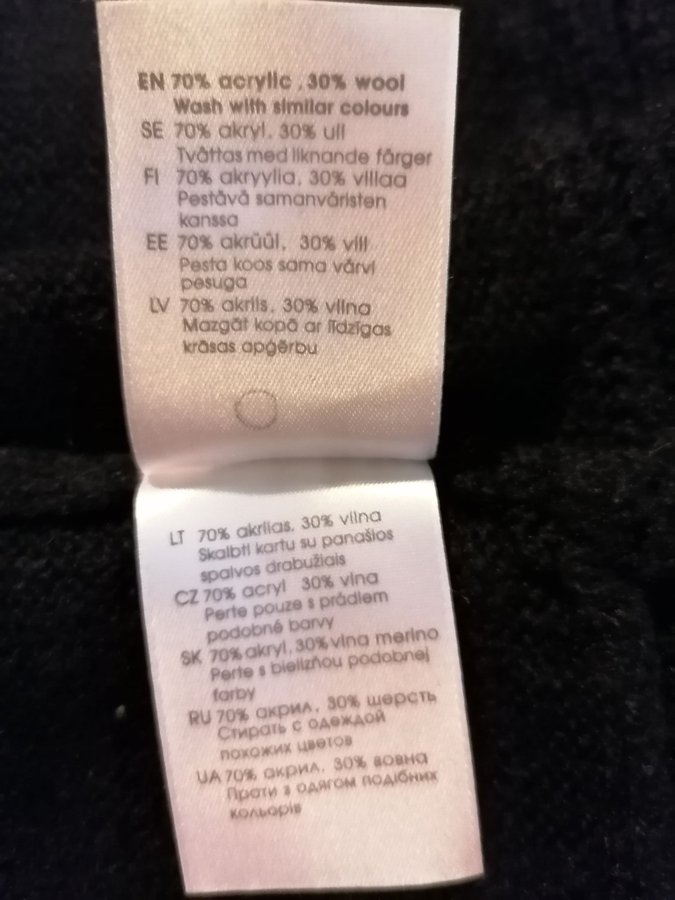 EN 70% acrylic , 30% wool
Wash with similar colours
SE 70% akryl, 30% ull
Tvättas med liknande färger
FI 70% akryylia, 30% villaa
Pestävä samanväristen
kanssa
EE 70% akrüül, 30% vill
Pesta koos sama värvi
pesuga
LV 70% akrils, 30% vilna
Mazgāt kopā ar līdzīgas
krāsas apģērbu
LT 70% akrilas, 30% vilna
Skalbti kartu su panašios
spalvos drabužiais
CZ 70% acryl 30% vlna
Perte pouze s prádlem
podobné barvy
SK 70% akryl, 30% vlna merino
Perte s bielizňou podobnej
farby
RU 70% акрил, 30% шерсть
Стирать с одеждой
похожих цветов
UA 70% акрил, 30% вовна
Прати з одягом подібних
кольорів